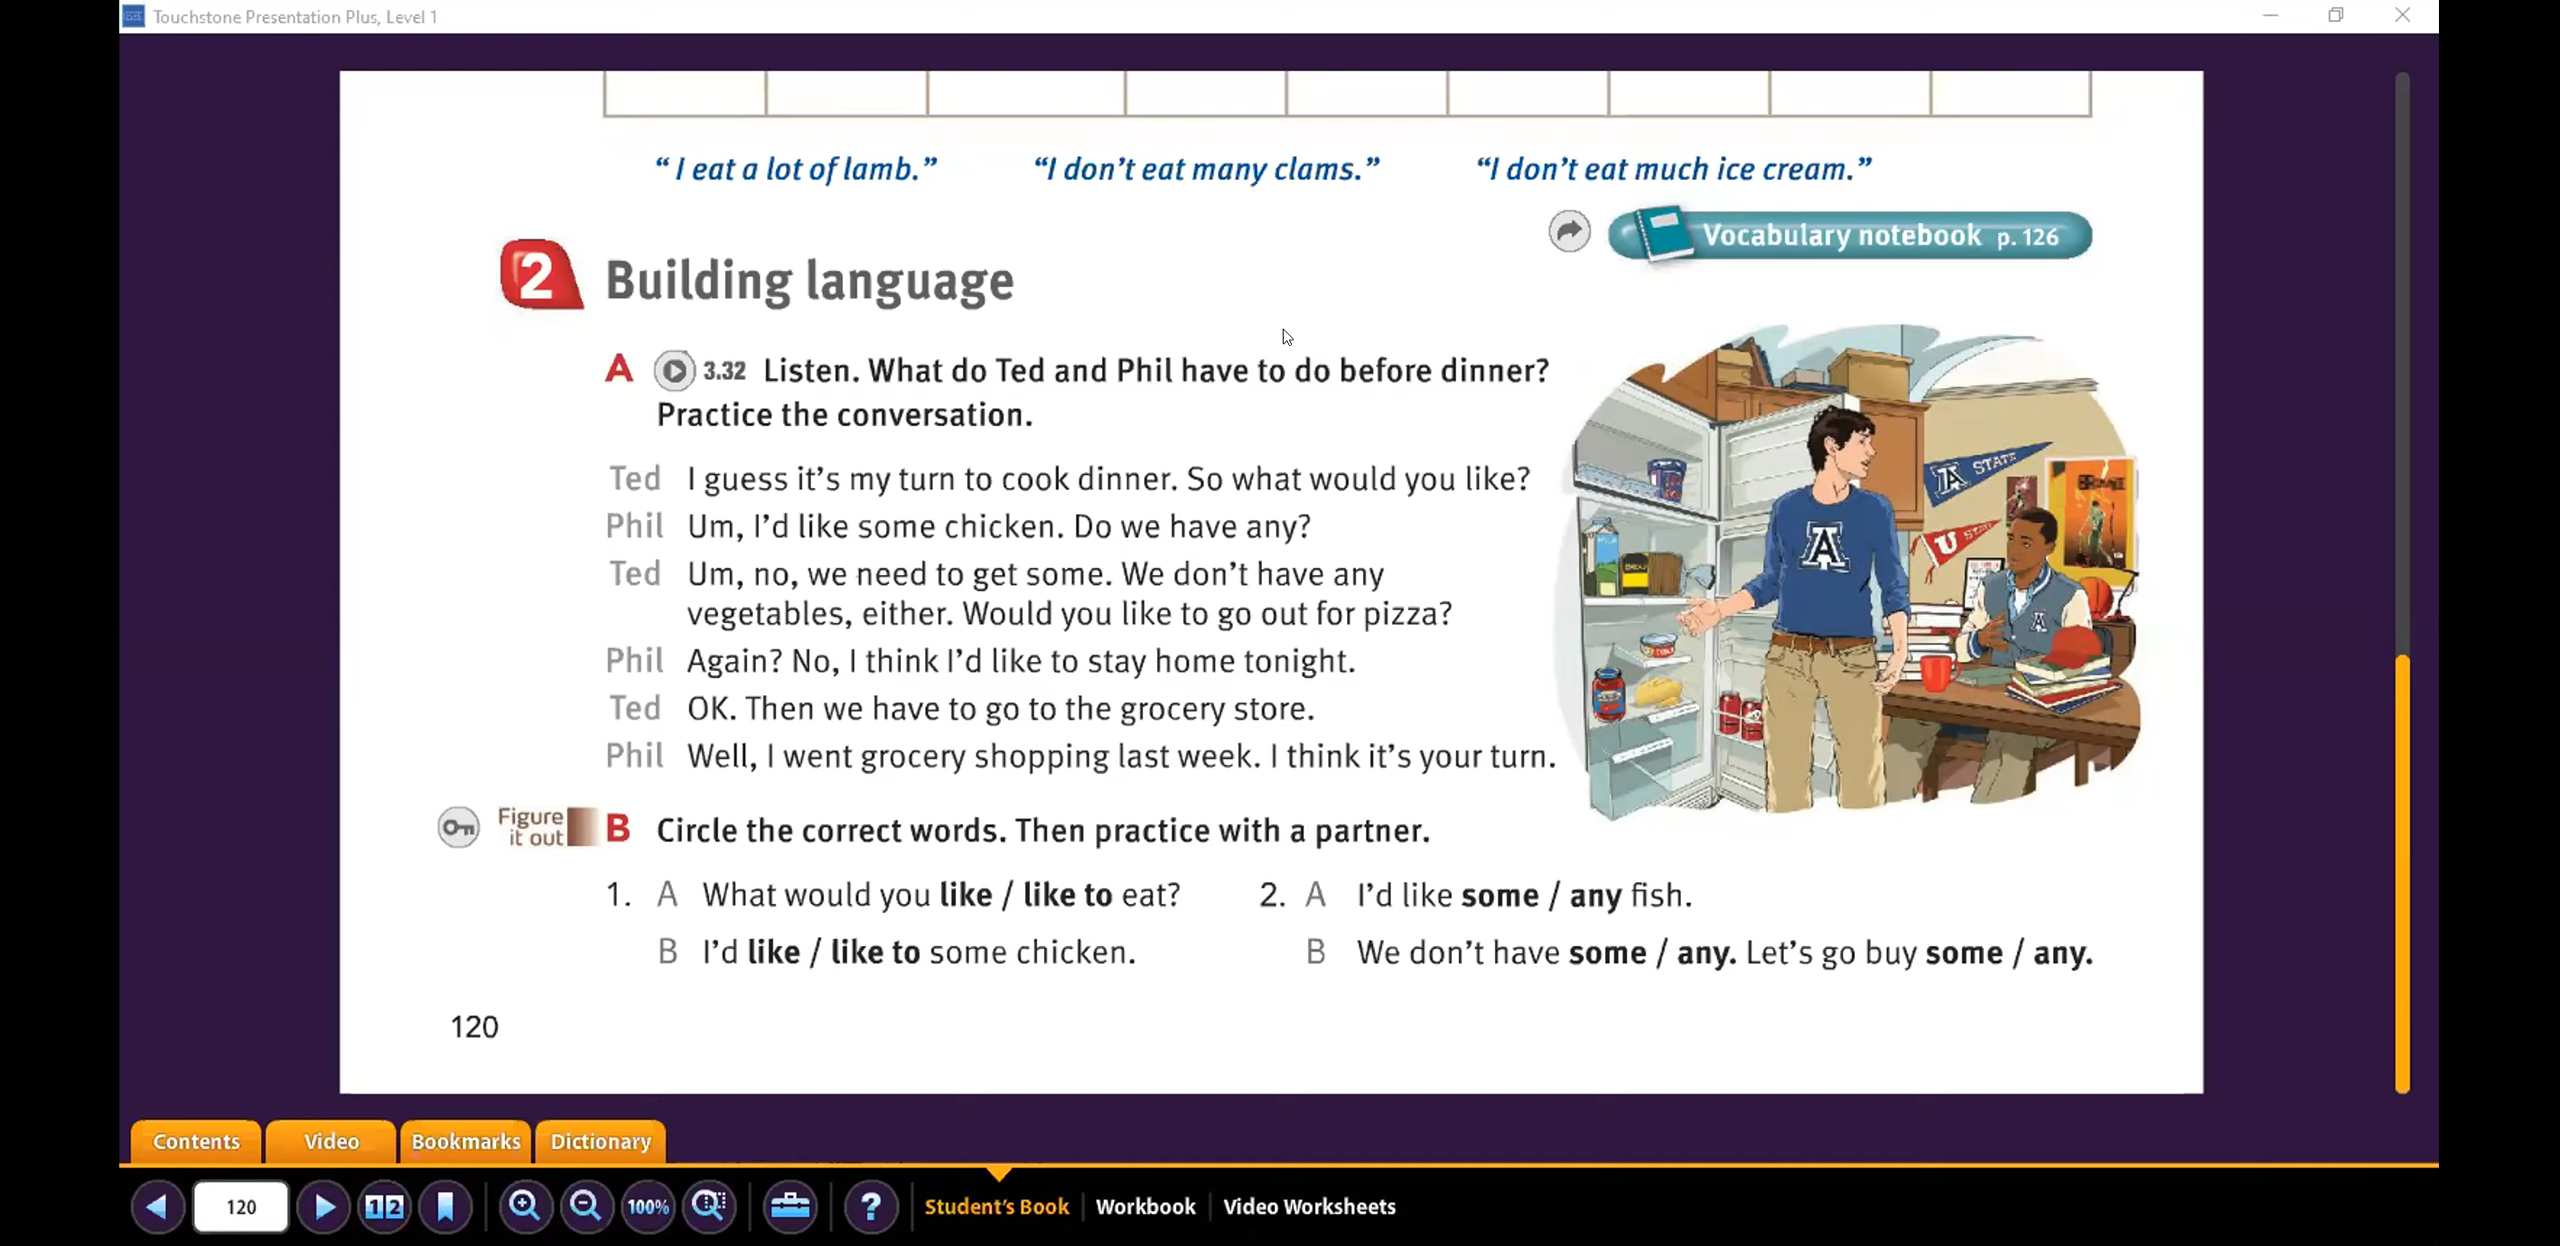 Touchstone Presentation Plus, Level 1
“ I eat a lot of lamb.” “I don’t eat many clams.” “I don’t eat much ice cream.”
Vocabulary notebook p. 126
2 Building language
A 3.32 Listen. What do Ted and Phil have to do before dinner?
Practice the conversation.
Ted I guess it’s my turn to cook dinner. So what would you like?
Phil Um, I’d like some chicken. Do we have any?
Ted Um, no, we need to get some. We don’t have any
vegetables, either. Would you like to go out for pizza?
Phil Again? No, I think I’d like to stay home tonight.
Ted OK. Then we have to go to the grocery store.
Phil Well, I went grocery shopping last week. I think it’s your turn.
A STATE
U
A
A
Figure
it out
B Circle the correct words. Then practice with a partner.
1. A What would you like / like to eat? 2. A I’d like some / any fish.
B I’d like / like to some chicken. B We don’t have some / any. Let’s go buy some / any.
120
Contents Video Bookmarks Dictionary
120 12 100% ? Student’s Book Workbook Video Worksheets